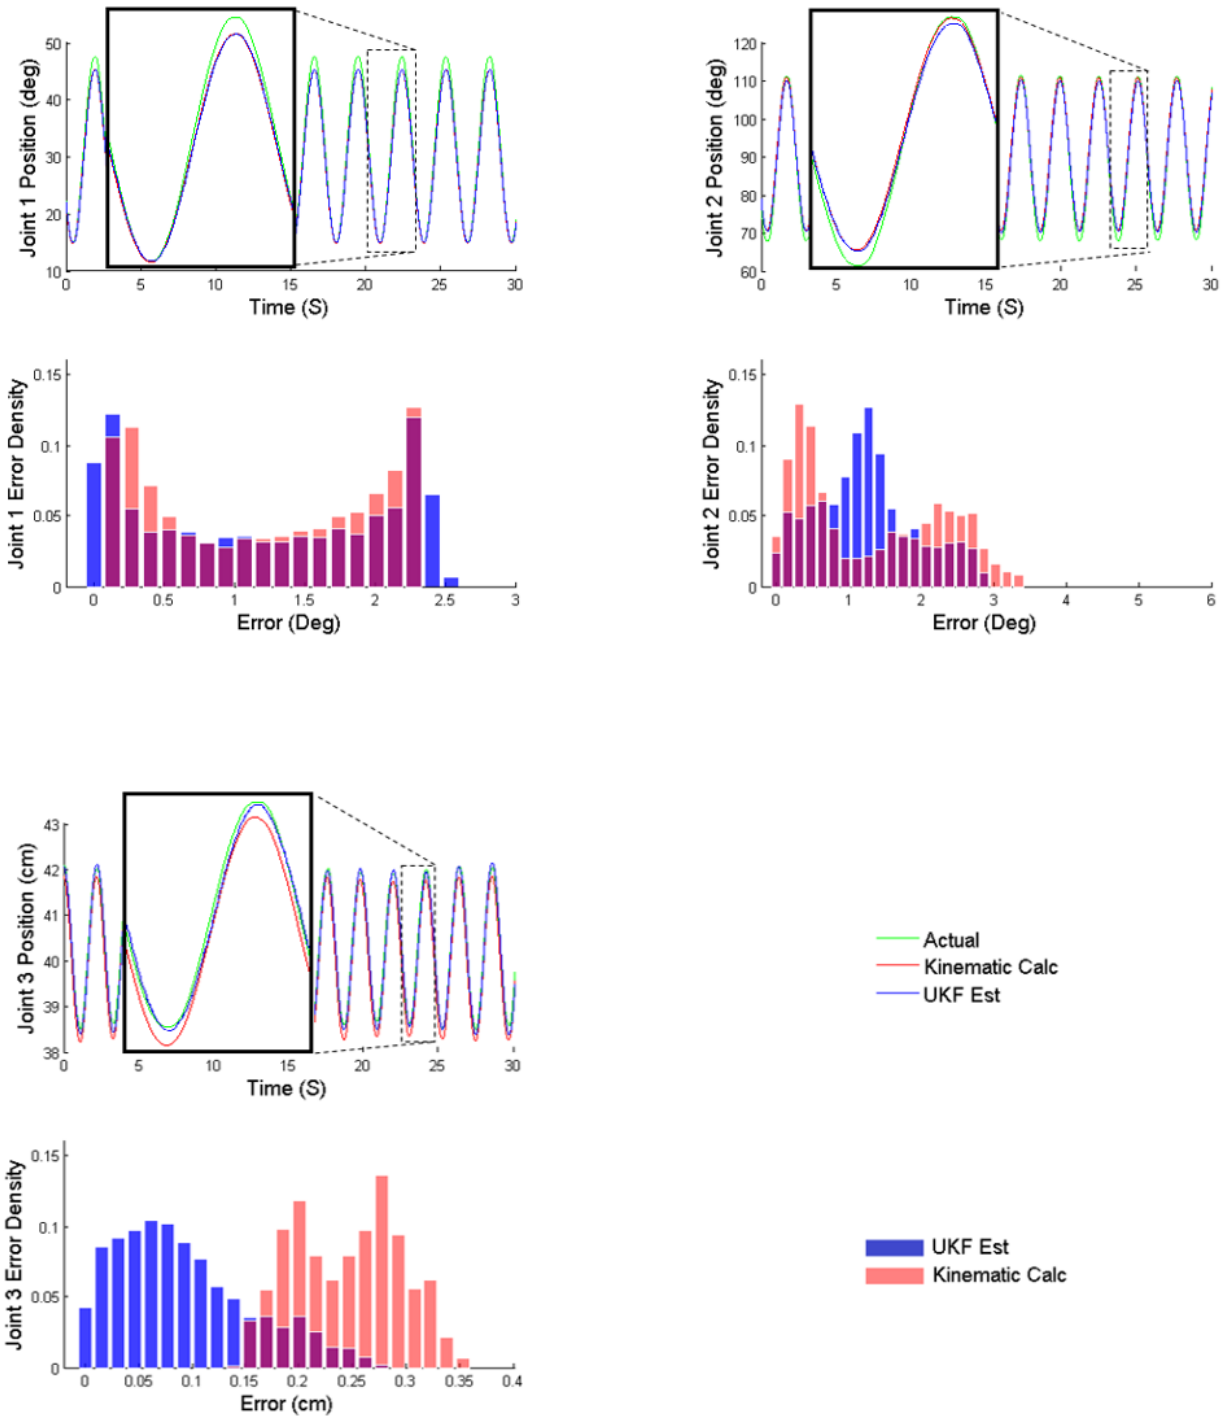 Joint 1 Position (deg)
50
40
30
20
10
0 5 10 15 20 25 30
Time (S)
Joint 2 Position (deg)
120
110
100
90
80
70
60
0 5 10 15 20 25 30
Time (S)
Joint 1 Error Density
0.15
0.1
0.05
0
0 0.5 1 1.5 2 2.5 3
Error (Deg)
Joint 2 Error Density
0.15
0.1
0.05
0
0 1 2 3 4 5 6
Error (Deg)
Joint 3 Position (cm)
43
42
41
40
39
38
0 5 10 15 20 25 30
Time (S)
Actual
Kinematic Calc
UKF Est
Joint 3 Error Density
0.15
0.1
0.05
0
0 0.05 0.1 0.15 0.2 0.25 0.3 0.35 0.4
Error (cm)
UKF Est
Kinematic Calc